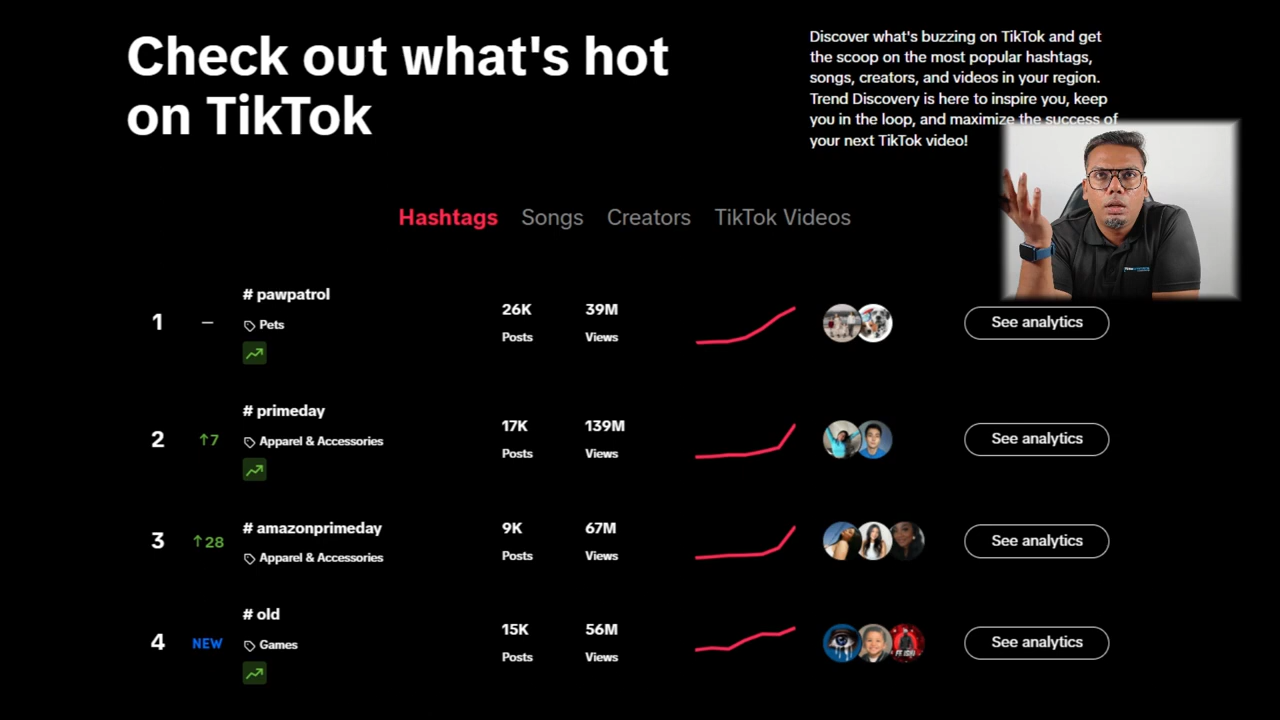 Check out what's hot
on TikTok
Discover what's buzzing on TikTok and get
the scoop on the most popular hashtags,
songs, creators, and videos in your region.
Trend Discovery is here to inspire you, keep
you in the loop, and maximize the success of
your next TikTok video!
Hashtags Songs Creators TikTok Videos
1 – # pawpatrol 26K 39M See analytics
Pets Posts Views
2 ↑7 # primeday 17K 139M See analytics
Apparel & Accessories Posts Views
3 ↑28 # amazonprimeday 9K 67M See analytics
Apparel & Accessories Posts Views
4 NEW # old 15K 56M See analytics
Games Posts Views